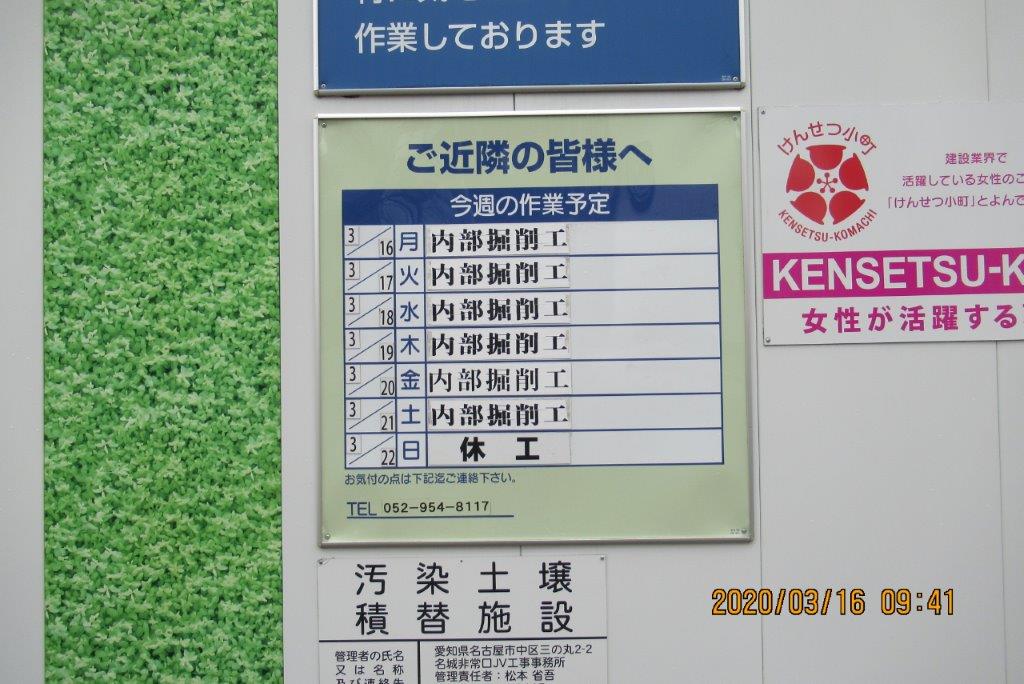 作業しております
ご近隣の皆様へ
今週の作業予定
3/16 月 内部掘削工
3/17 火 内部掘削工
3/18 水 内部掘削工
3/19 木 内部掘削工
3/20 金 内部掘削工
3/21 土 内部掘削工
3/22 日 休工
お気付の点は下記迄ご連絡下さい。
TEL 052-954-8117
けんせつ小町
KENSETSU-KOMACHI
建設業界で
活躍している女性のこ
「けんせつ小町」とよんで
KENSETSU-K
女性が活躍する
汚染土壌
積替施設
管理者の氏名
又は名称
及び連絡先
愛知県名古屋市中区三の丸2-2
名城非常口JV工事事務所
管理責任者：松本 省吾
2020/03/16 09:41